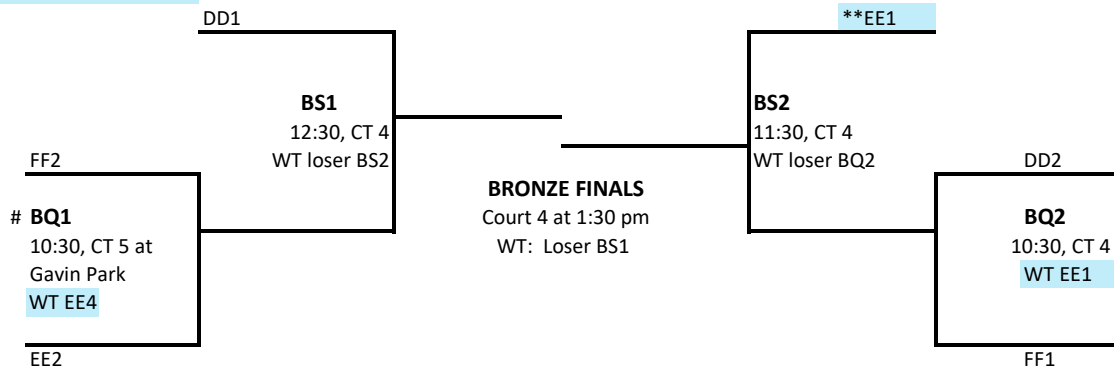 DD1
**EE1
BS1
12:30, CT 4
WT loser BS2
BS2
11:30, CT 4
WT loser BQ2
FF2
DD2
BRONZE FINALS
Court 4 at 1:30 pm
WT: Loser BS1
# BQ1
10:30, CT 5 at
Gavin Park
WT EE4
BQ2
10:30, CT 4
WT EE1
EE2
FF1